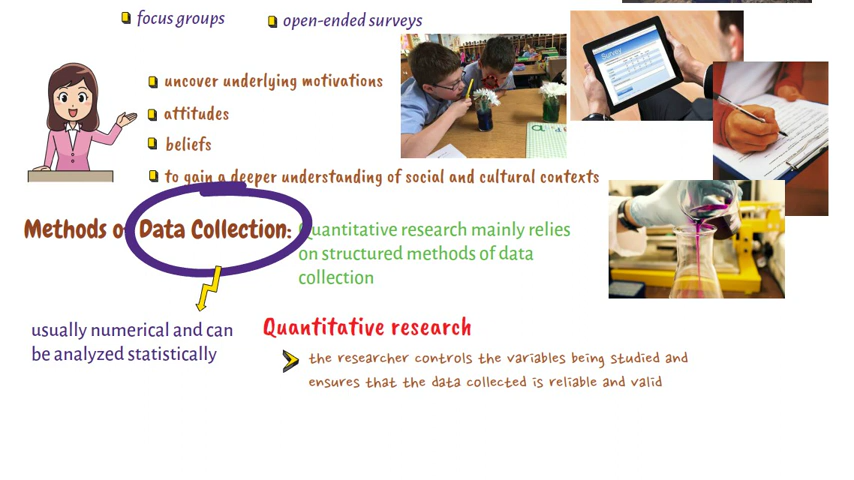 focus groups
open-ended surveys
uncover underlying motivations
attitudes
beliefs
to gain a deeper understanding of social and cultural contexts
Methods of Data Collection:
Quantitative research mainly relies
on structured methods of data
collection
usually numerical and can
be analyzed statistically
Quantitative research
the researcher controls the variables being studied and
ensures that the data collected is reliable and valid
Survey